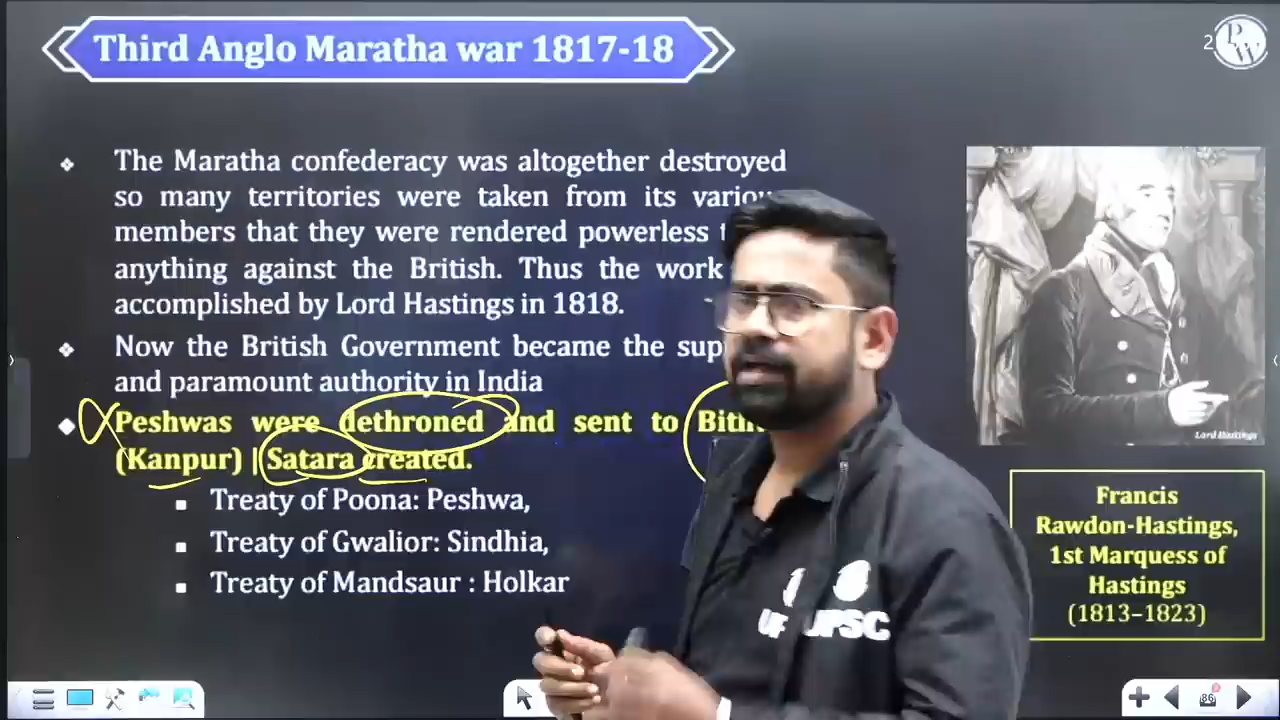 Third Anglo Maratha war 1817-18
2
PW
The Maratha confederacy was altogether destroyed
so many territories were taken from its
members that they were rendered powerless
anything against the British. Thus the work
accomplished by Lord Hastings in 1818.
Now the British Government became the
and paramount authority in India
Peshwas were dethroned and sent to
(Kanpur) | Satara created.
Treaty of Poona: Peshwa,
Treaty of Gwalior: Sindhia,
Treaty of Mandsaur : Holkar
Lord Hastings
Francis
Rawdon-Hastings,
1st Marquess of
Hastings
(1813–1823)
UPSC
86